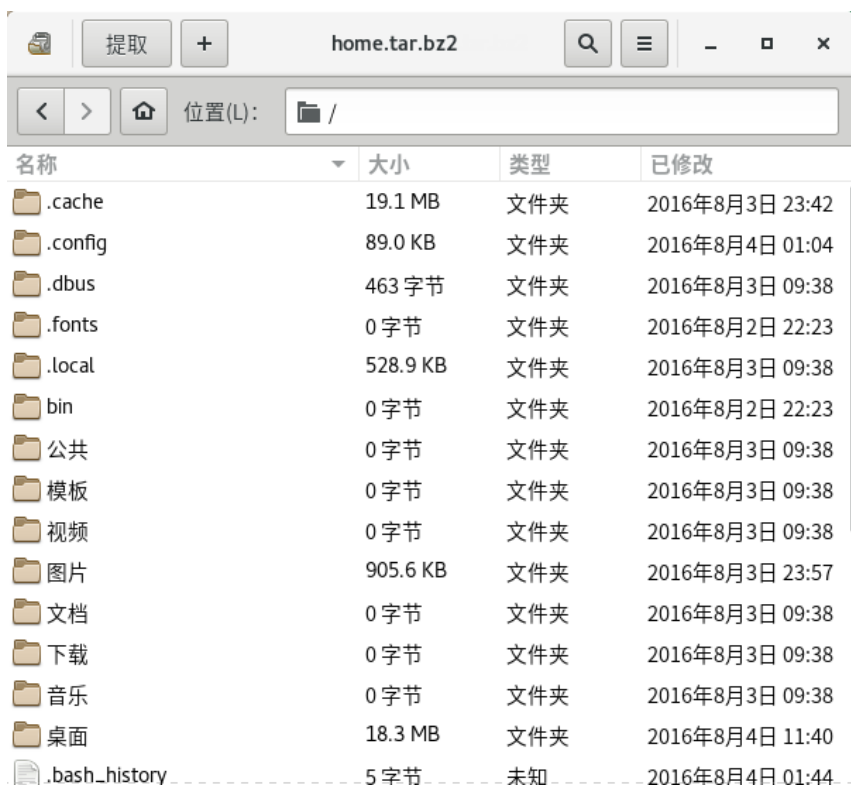 提取 + home.tar.bz2
位置(L): /
名称 大小 类型 已修改
.cache 19.1 MB 文件夹 2016年8月3日 23:42
.config 89.0 KB 文件夹 2016年8月4日 01:04
.dbus 463 字节 文件夹 2016年8月3日 09:38
.fonts 0 字节 文件夹 2016年8月2日 22:23
.local 528.9 KB 文件夹 2016年8月3日 09:38
bin 0 字节 文件夹 2016年8月2日 22:23
公共 0 字节 文件夹 2016年8月3日 09:38
模板 0 字节 文件夹 2016年8月3日 09:38
视频 0 字节 文件夹 2016年8月3日 09:38
图片 905.6 KB 文件夹 2016年8月3日 23:57
文档 0 字节 文件夹 2016年8月3日 09:38
下载 0 字节 文件夹 2016年8月3日 09:38
音乐 0 字节 文件夹 2016年8月3日 09:38
桌面 18.3 MB 文件夹 2016年8月4日 11:40
.bash_history 5 字节 未知 2016年8月4日 01:44